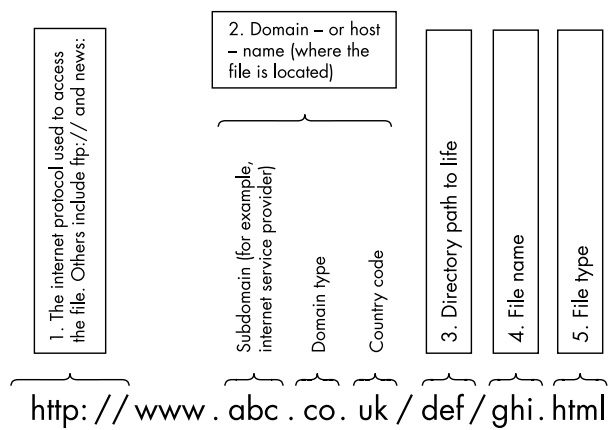 1. The internet protocol used to access
the file. Others include ftp:// and news:
2. Domain – or host
– name (where the
file is located)
Subdomain (for example,
internet service provider)
Domain type
Country code
3. Directory path to life
4. File name
5. File type
http://www.abc.co.uk/def/ghi.html